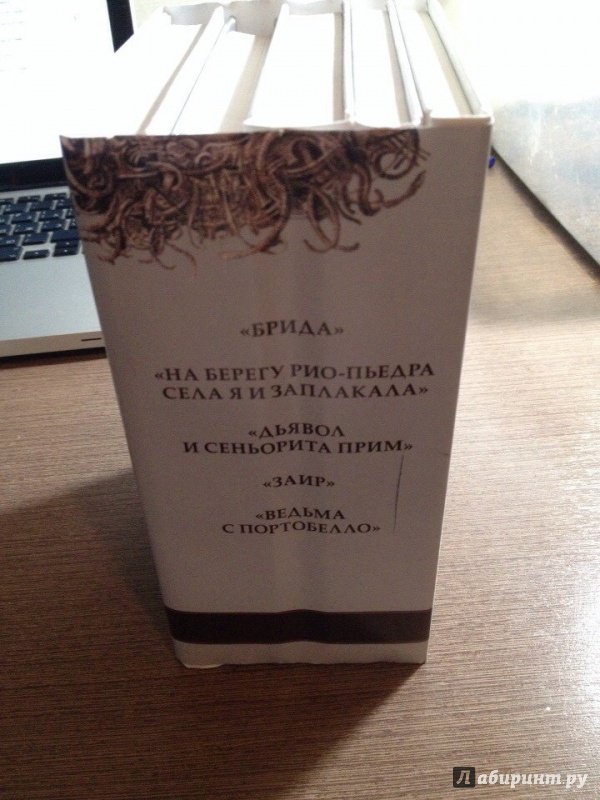 «БРИДА»
«НА БЕРЕГУ РИО-ПЬЕДРА
СЕЛА Я И ЗАПЛАКАЛА»
«ДЬЯВОЛ
И СЕНЬОРИТА ПРИМ»
«ЗАИР»
«ВЕДЬМА
С ПОРТОБЕЛЛО»
Лабиринт.ру